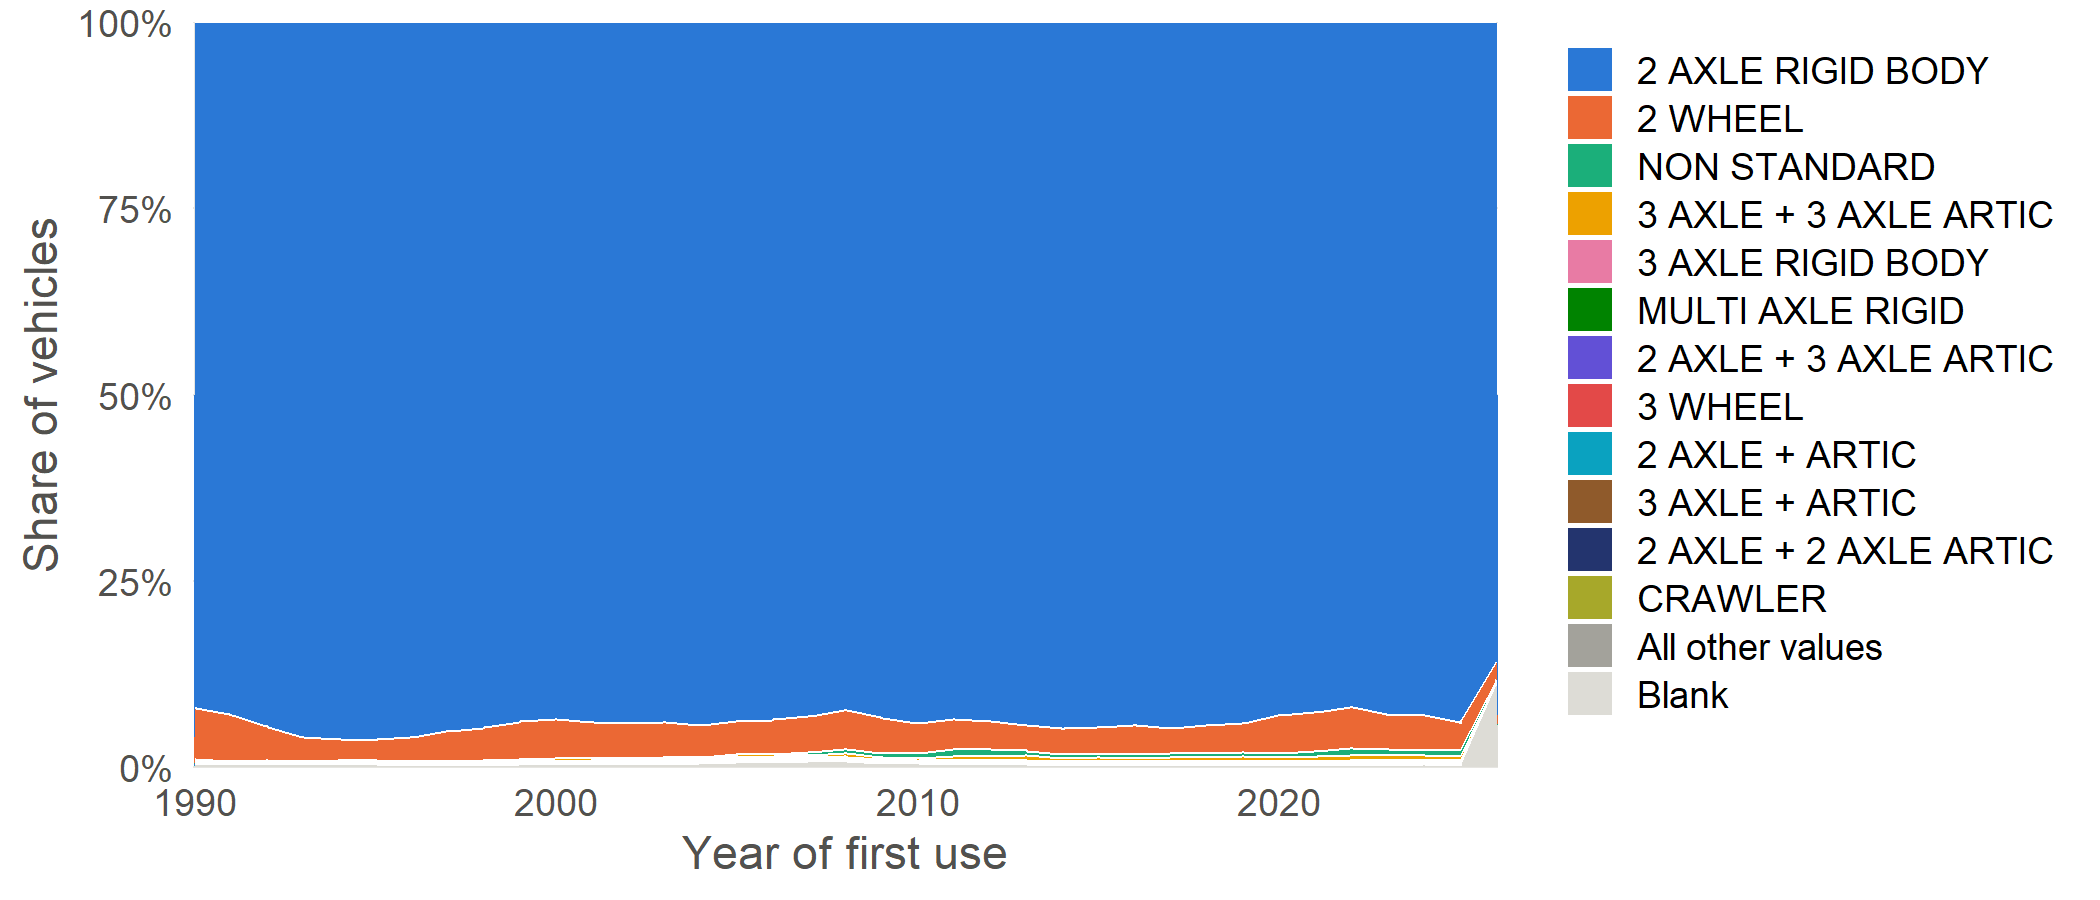 100%
75%
50%
25%
0%
Share of vehicles
1990
2000
2010
2020
Year of first use
2 AXLE RIGID BODY
2 WHEEL
NON STANDARD
3 AXLE + 3 AXLE ARTIC
3 AXLE RIGID BODY
MULTI AXLE RIGID
2 AXLE + 3 AXLE ARTIC
3 WHEEL
2 AXLE + ARTIC
3 AXLE + ARTIC
2 AXLE + 2 AXLE ARTIC
CRAWLER
All other values
Blank